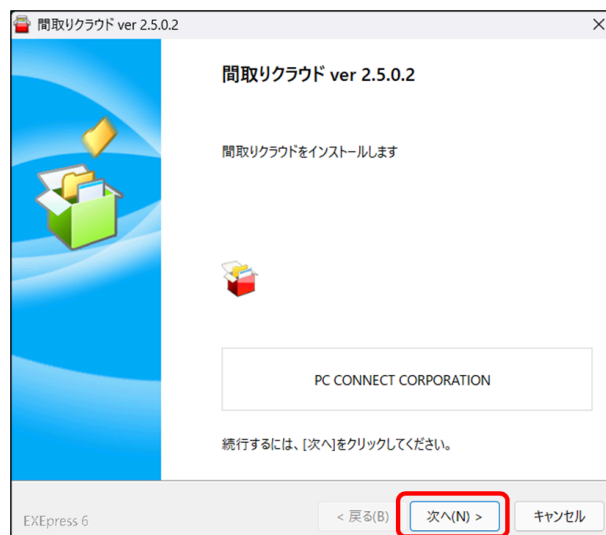 間取りクラウド ver 2.5.0.2
間取りクラウド ver 2.5.0.2
間取りクラウドをインストールします
PC CONNECT CORPORATION
続行するには、[次へ]をクリックしてください。
EXEpress 6
< 戻る(B) 次へ(N) > キャンセル